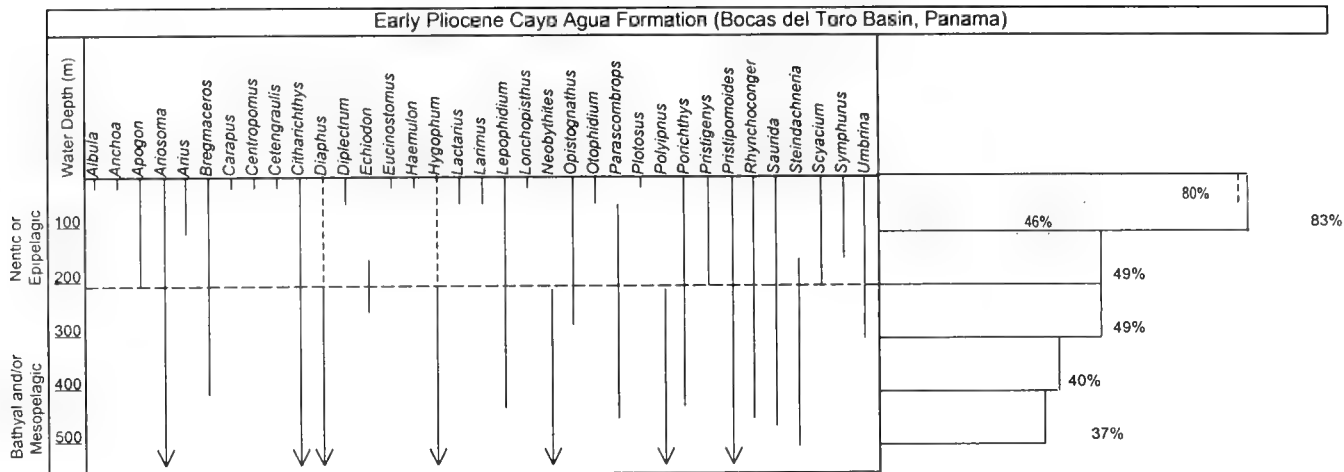 Early Pliocene Cayo Agua Formation (Bocas del Toro Basin, Panama)
Water Depth (m)
Albula
Anchoa
Apogon
Ariosoma
Arius
Bregmaceros
Carapus
Centropomus
Cetengraulis
Citharichthys
Diaphus
Diplectrum
Echiodon
Eucinostomus
Haemulon
Hygophum
Lactarius
Larimus
Lepophidium
Lonchopisthus
Neobythites
Opistognathus
Otophidium
Parascombrops
Plotosus
Polyipnus
Porichthys
Pristigenys
Pristipomoides
Rhynchoconger
Saurida
Steindachneria
Scyacium
Symphurus
Umbrina
Nentic or
Epipelagic
Bathyal and/or
Mesopelagic
100
200
300
400
500
80%
46%
83%
49%
49%
40%
37%